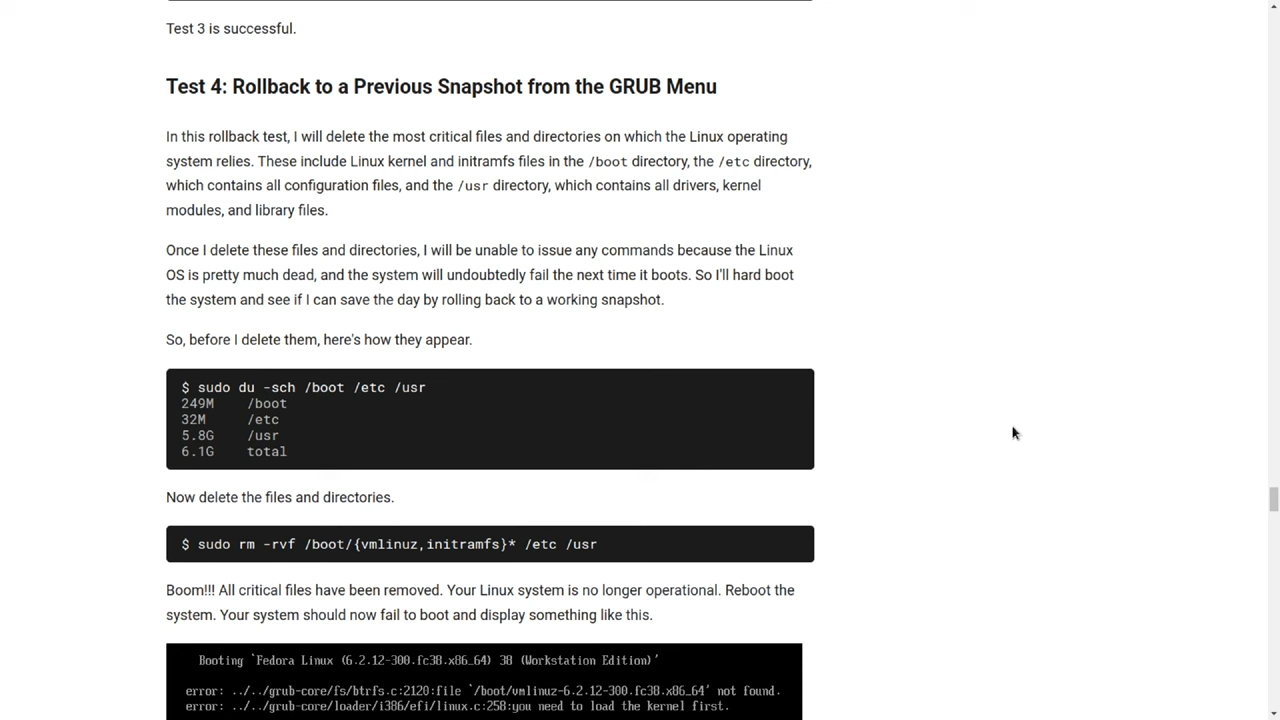 Test 3 is successful.
Test 4: Rollback to a Previous Snapshot from the GRUB Menu
In this rollback test, I will delete the most critical files and directories on which the Linux operating
system relies. These include Linux kernel and initramfs files in the /boot directory, the /etc directory,
which contains all configuration files, and the /usr directory, which contains all drivers, kernel
modules, and library files.
Once I delete these files and directories, I will be unable to issue any commands because the Linux
OS is pretty much dead, and the system will undoubtedly fail the next time it boots. So I'll hard boot
the system and see if I can save the day by rolling back to a working snapshot.
So, before I delete them, here's how they appear.
$ sudo du -sch /boot /etc /usr
249M    /boot
32M     /etc
5.8G    /usr
6.1G    total
Now delete the files and directories.
$ sudo rm -rvf /boot/{vmlinuz,initramfs}* /etc /usr
Boom!!! All critical files have been removed. Your Linux system is no longer operational. Reboot the
system. Your system should now fail to boot and display something like this.
Booting `Fedora Linux (6.2.12-300.fc38.x86_64) 38 (Workstation Edition)'
error: ../../grub-core/fs/btrfs.c:2120:file `/boot/vmlinuz-6.2.12-300.fc38.x86_64' not found.
error: ../../grub-core/loader/i386/efi/linux.c:258:you need to load the kernel first.